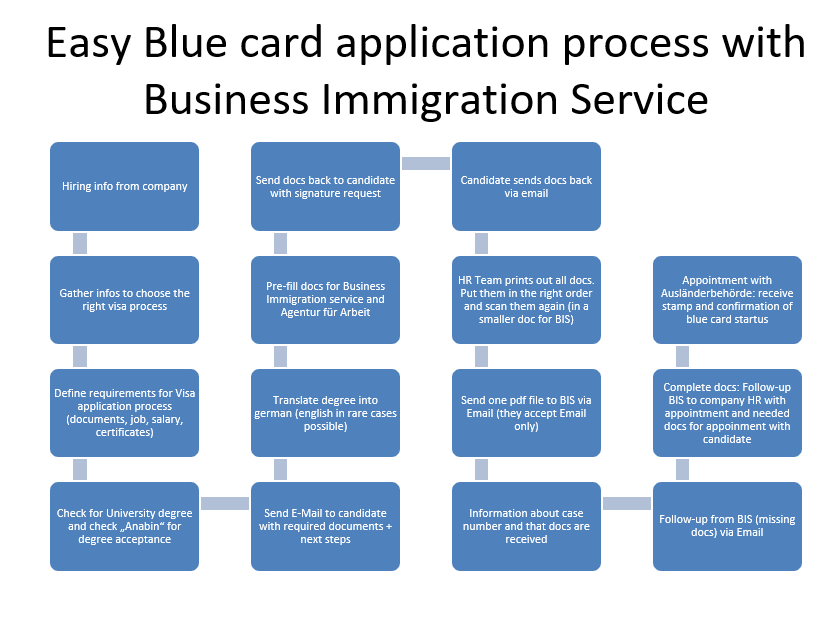 Easy Blue card application process with
Business Immigration Service
Hiring info from company
Gather infos to choose the
right visa process
Define requirements for Visa
application process
(documents, job, salary,
certificates)
Check for University degree
and check „Anabin“ for
degree acceptance
Send E-Mail to candidate
with required documents +
next steps
Translate degree into
german (english in rare cases
possible)
Pre-fill docs for Business
Immigration service and
Agentur für Arbeit
Send docs back to candidate
with signature request
Candidate sends docs back
via email
HR Team prints out all docs.
Put them in the right order
and scan them again (in a
smaller doc for BIS)
Send one pdf file to BIS via
Email (they accept Email
only)
Information about case
number and that docs are
received
Follow-up from BIS (missing
docs) via Email
Complete docs: Follow-up
BIS to company HR with
appointment and needed
docs for appoinment with
candidate
Appointment with
Ausländerbehörde: receive
stamp and confirmation of
blue card startus